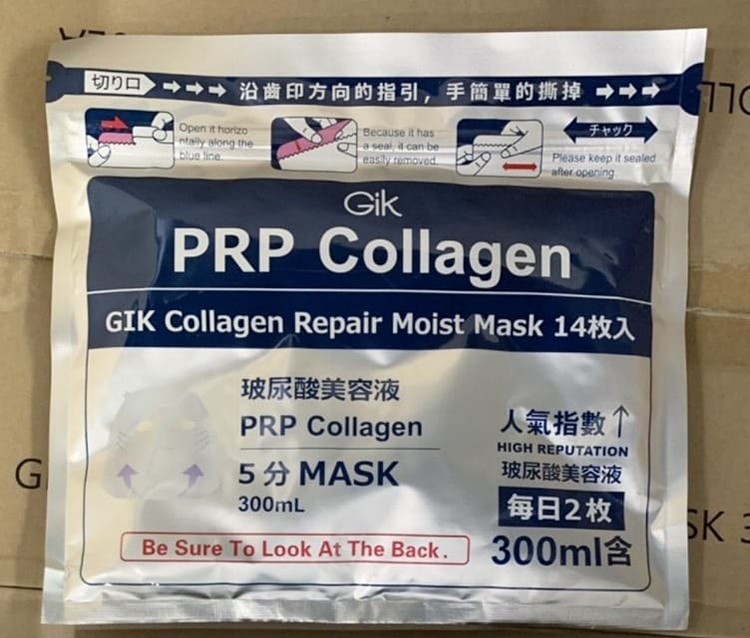 切り口 沿齒印方向的指引，手簡單的撕掉
Open it horizo
ntally along the
blue line.
Because it has
a seal, it can be
easily removed.
チャック
Please keep it sealed
after opening.
Gik
PRP Collagen
GIK Collagen Repair Moist Mask 14枚入
玻尿酸美容液
PRP Collagen
5分MASK
300mL
人氣指數↑
HIGH REPUTATION
玻尿酸美容液
每日2枚
300ml含
Be Sure To Look At The Back.